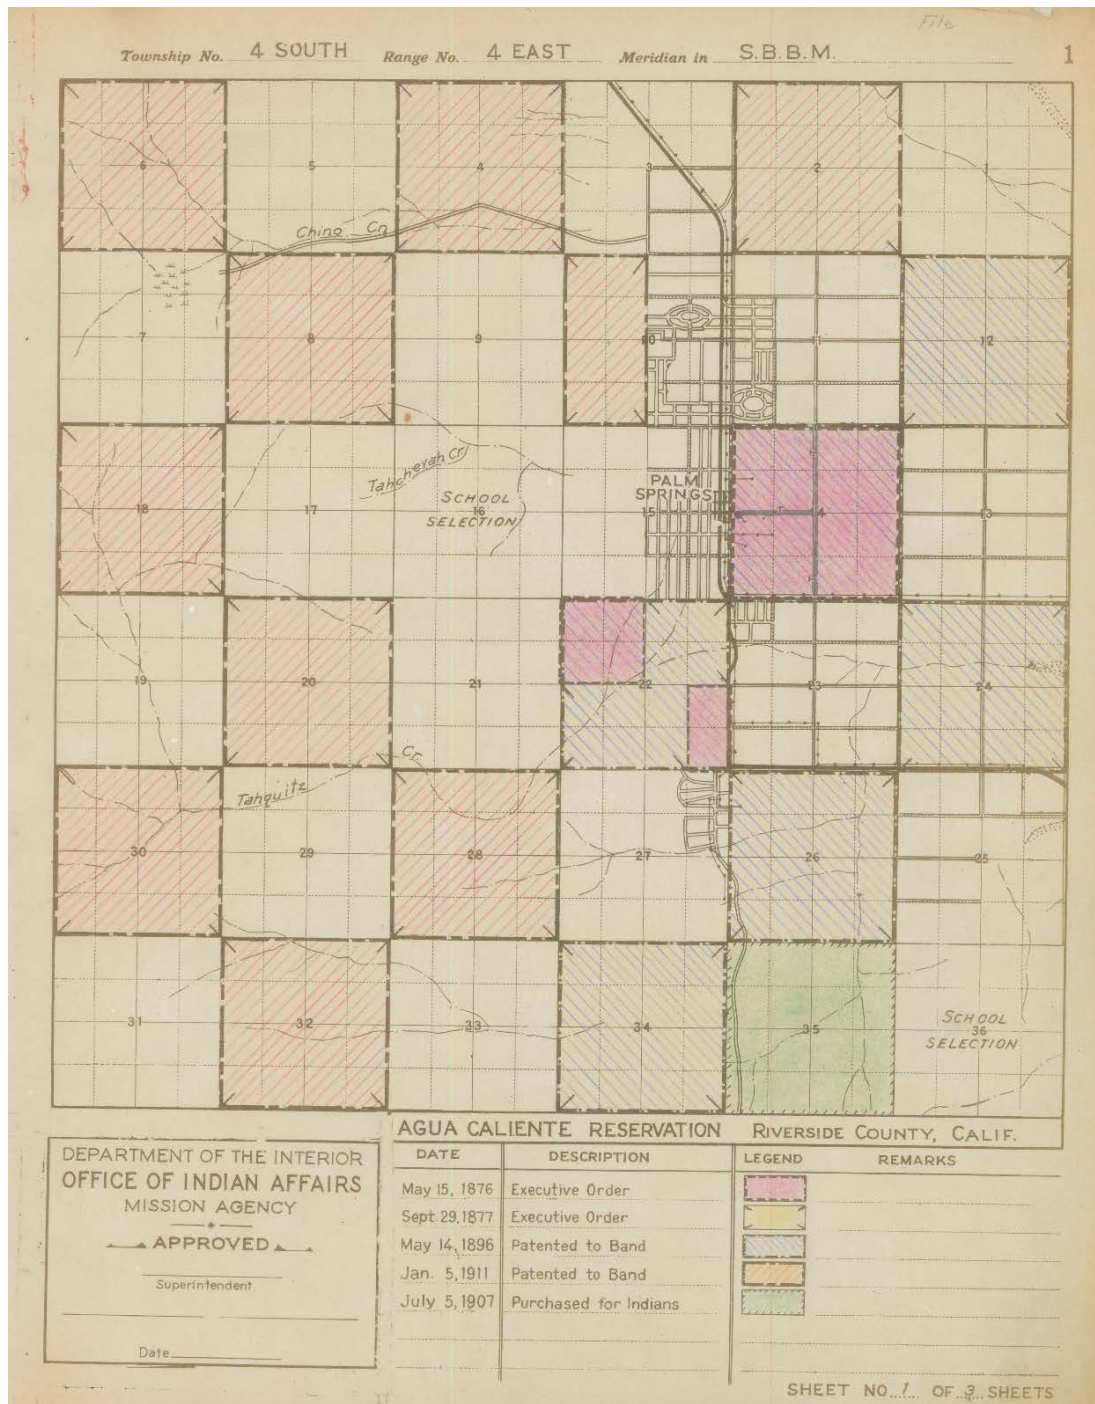 File
Township No. 4 SOUTH Range No. 4 EAST Meridian in S.B.B.M. 1
6 5 4 3 2 1
Chino Cn
7 8 9 10 11 12
Tahchevah Cr
PALM
SPRINGS
SCHOOL
18 17 16 15 14 13
SELECTION
19 20 21 22 23 24
Cr
Tahquitz
30 29 28 27 26 25
31 32 33 34 35
SCHOOL
36
SELECTION
AGUA CALIENTE RESERVATION RIVERSIDE COUNTY, CALIF.
DATE DESCRIPTION LEGEND REMARKS
May 15, 1876 Executive Order
Sept. 29, 1877 Executive Order
May 14, 1896 Patented to Band
Jan. 5, 1911 Patented to Band
July 5, 1907 Purchased for Indians
DEPARTMENT OF THE INTERIOR
OFFICE OF INDIAN AFFAIRS
MISSION AGENCY
APPROVED
Superintendent
Date
SHEET NO. 1 OF 3 SHEETS